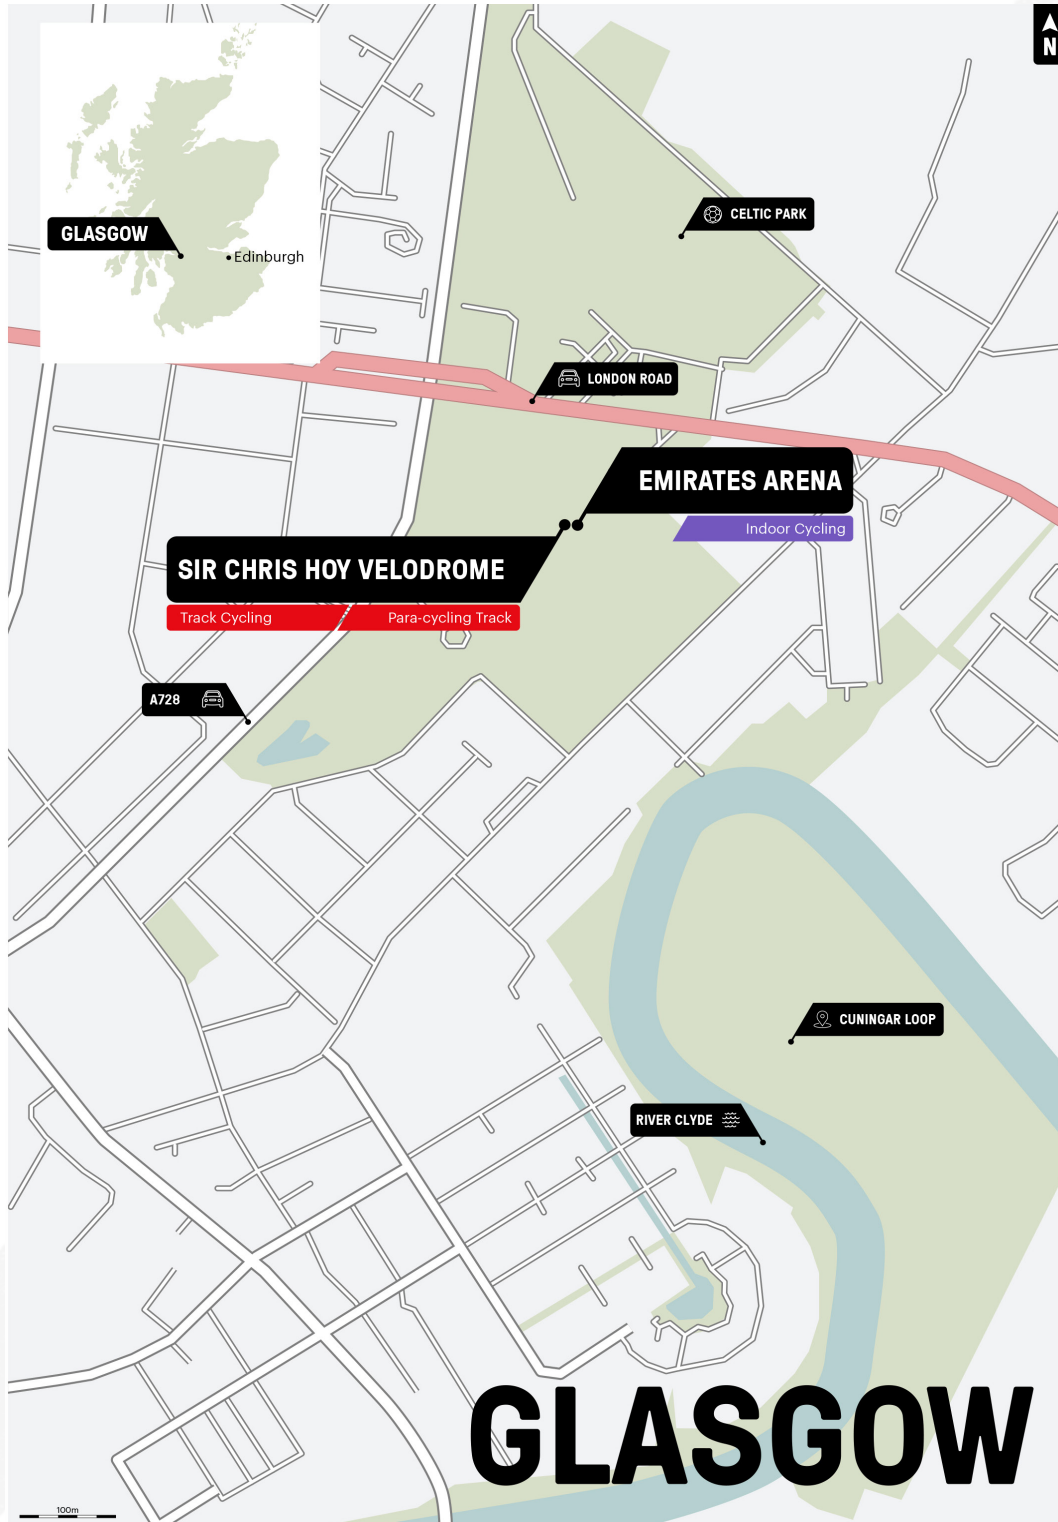 N
GLASGOW
Edinburgh
CELTIC PARK
LONDON ROAD
EMIRATES ARENA
Indoor Cycling
SIR CHRIS HOY VELODROME
Track Cycling
Para-cycling Track
A728
CUNINGAR LOOP
RIVER CLYDE
GLASGOW
100m